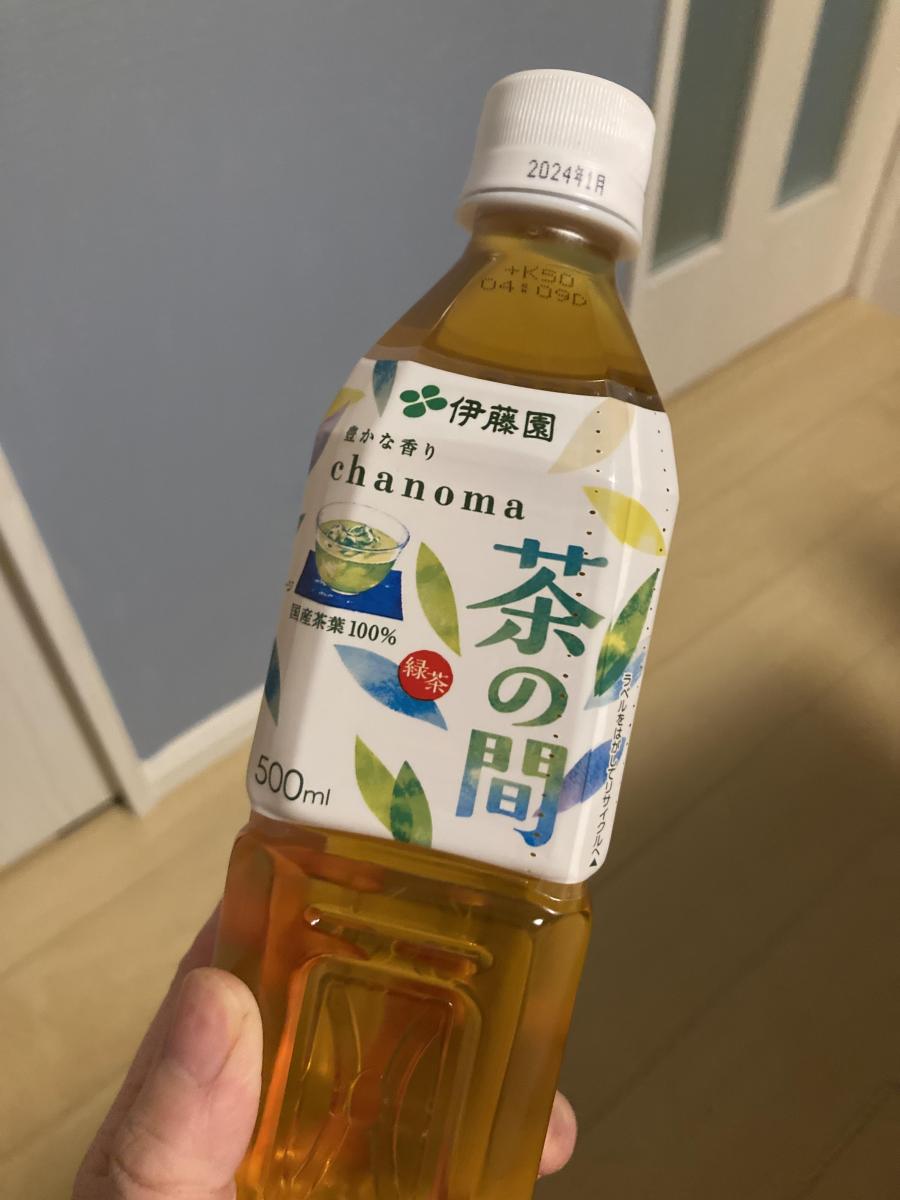 2024年1月
+K50
04:09D
伊藤園
豊かな香り
chanoma
茶の間
国産茶葉100%
緑茶
500ml
ラベルをはがしてリサイクルへ▲